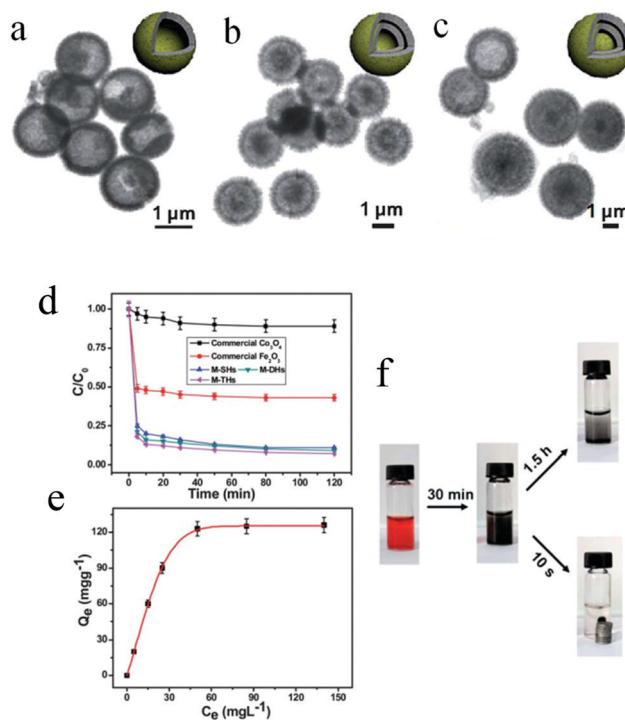 a
b
c
1 μm
1 μm
1 μm
d
C/C₀
1.00
0.75
0.50
0.25
0.00
Commercial Co₃O₄
Commercial Fe₂O₃
M-SHs M-DHs
M-THs
0 20 40 60 80 100 120
Time (min)
e
Qₑ (mgg⁻¹)
120
90
60
30
0
0 30 60 90 120 150
Cₑ (mgL⁻¹)
f
30 min
1.5 h
10 s